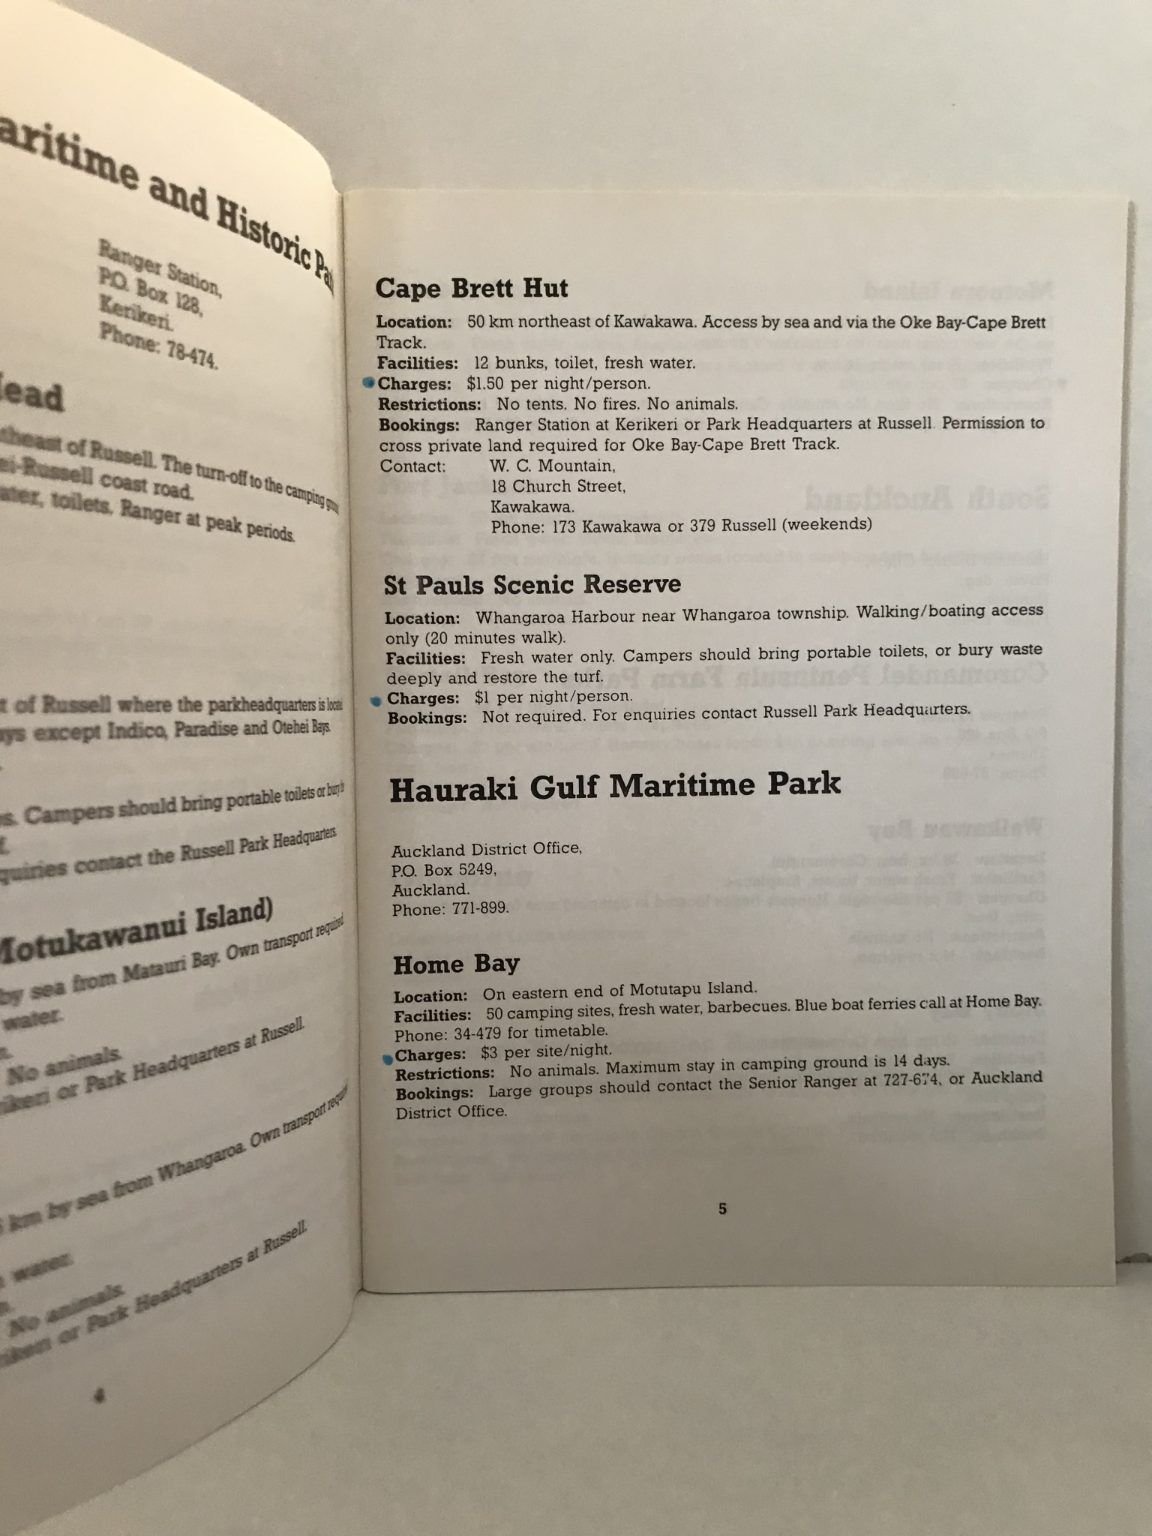 aritime and Historic Pa
Ranger Station,
P.O. Box 128,
Kerikeri.
Phone: 78-474.
ead
theast of Russell. The turn-off to the camping
ei-Russell coast road.
ater, toilets. Ranger at peak periods.
t of Russell where the parkheadquarters is
ays except Indico, Paradise and Otehei Bays.
s. Campers should bring portable toilets or bury
quiries contact the Russell Park Headquarters.
Motukawanui Island)
by sea from Matauri Bay. Own transport required
water.
No animals.
rikeri or Park Headquarters at Russell.
km by sea from Whangaroa. Own transport
water.
No animals.
rikeri or Park Headquarters at Russell.
4
Cape Brett Hut
Location: 50 km northeast of Kawakawa. Access by sea and via the Oke Bay-Cape Brett
Track.
Facilities: 12 bunks, toilet, fresh water.
Charges: $1.50 per night/person.
Restrictions: No tents. No fires. No animals.
Bookings: Ranger Station at Kerikeri or Park Headquarters at Russell. Permission to
cross private land required for Oke Bay-Cape Brett Track.
Contact: W. C. Mountain,
18 Church Street,
Kawakawa.
Phone: 173 Kawakawa or 379 Russell (weekends)
St Pauls Scenic Reserve
Location: Whangaroa Harbour near Whangaroa township. Walking/boating access
only (20 minutes walk).
Facilities: Fresh water only. Campers should bring portable toilets, or bury waste
deeply and restore the turf.
Charges: $1 per night/person.
Bookings: Not required. For enquiries contact Russell Park Headquarters.
Hauraki Gulf Maritime Park
Auckland District Office,
P.O. Box 5249,
Auckland.
Phone: 771-899.
Home Bay
Location: On eastern end of Motutapu Island.
Facilities: 50 camping sites, fresh water, barbecues. Blue boat ferries call at Home Bay.
Phone: 34-479 for timetable.
Charges: $3 per site/night.
Restrictions: No animals. Maximum stay in camping ground is 14 days.
Bookings: Large groups should contact the Senior Ranger at 727-674, or Auckland
District Office.
5